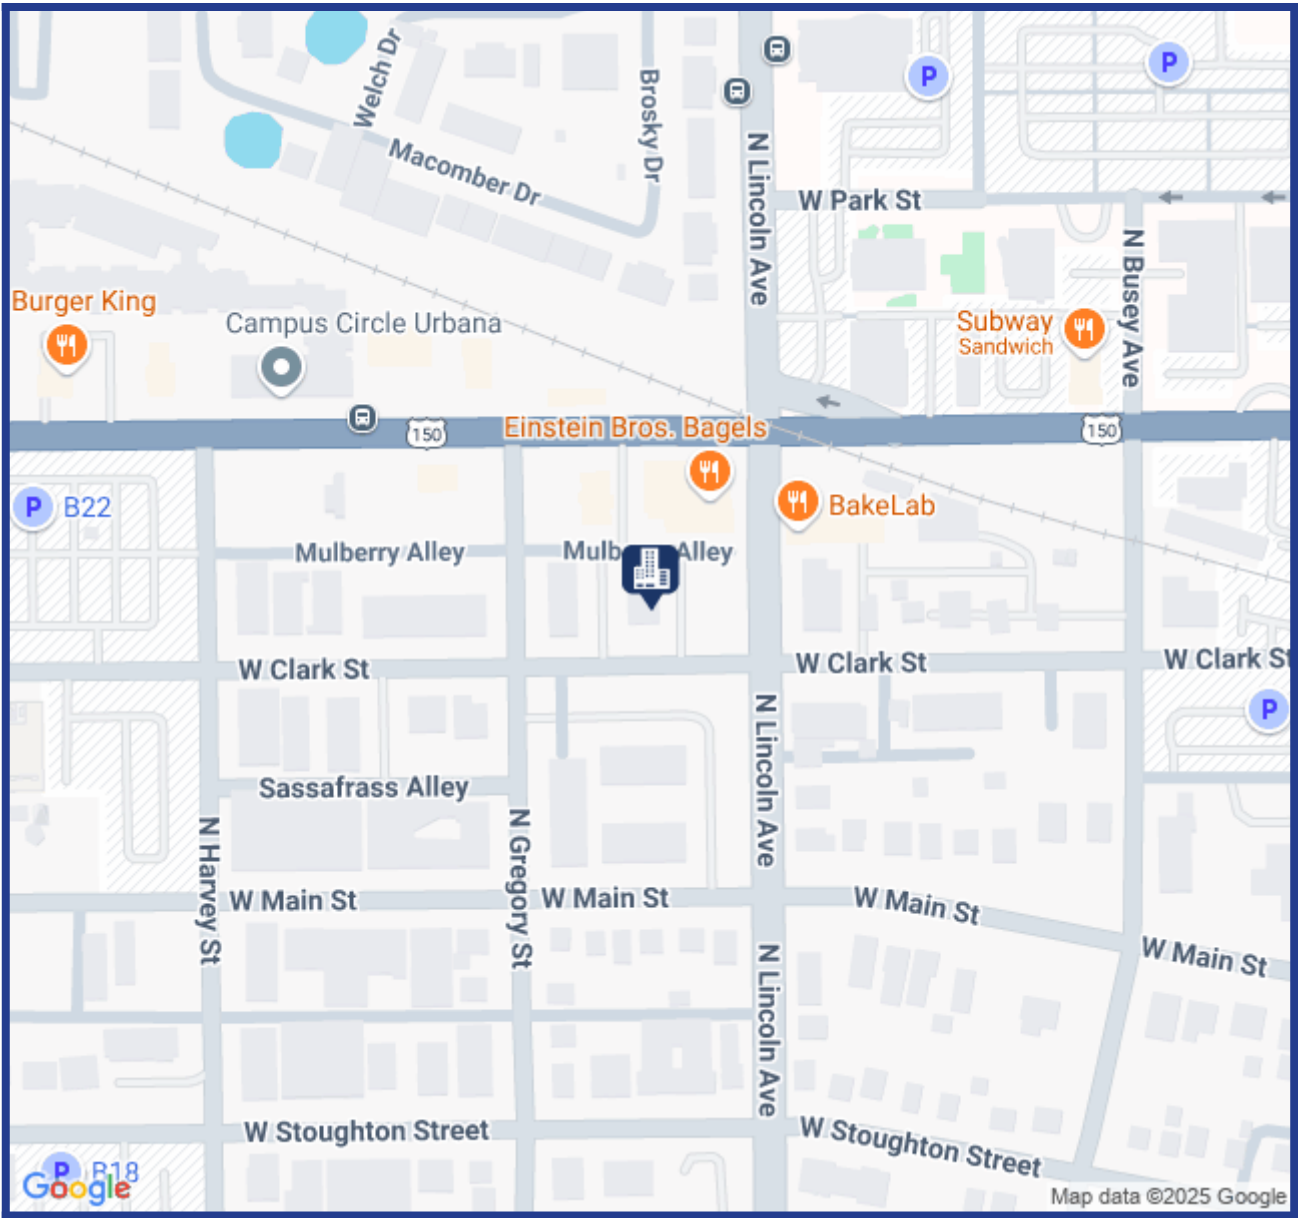 Welch Dr
Brosky Dr
P
P
Macomber Dr
N Lincoln Ave
W Park St
N Busey Ave
Burger King
Campus Circle Urbana
Subway
Sandwich
150
Einstein Bros. Bagels
150
P B22
BakeLab
Mulberry Alley
Alley
W Clark St
W Clark St
W Clark St
P
N Lincoln Ave
Sassafrass Alley
N Harvey St
N Gregory St
W Main St
W Main St
W Main St
W Main St
N Lincoln Ave
W Stoughton Street
W Stoughton Street
P B18
Google
Map data ©2025 Google